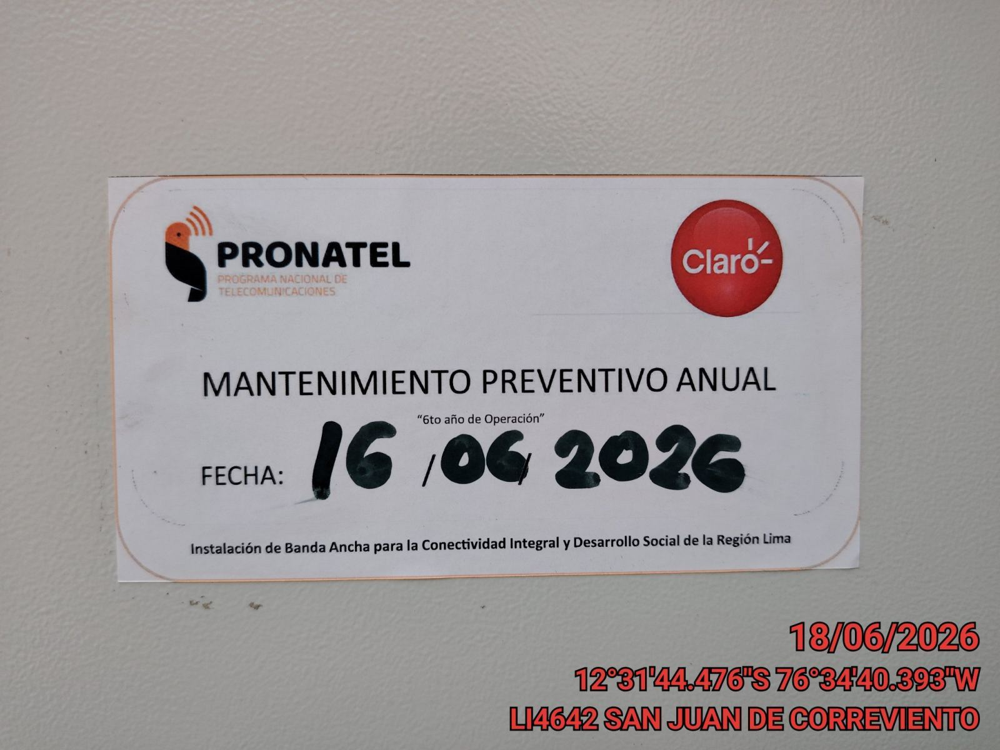 PRONATEL
PROGRAMA NACIONAL DE
TELECOMUNICACIONES
Claro
MANTENIMIENTO PREVENTIVO ANUAL
“6to año de Operación”
FECHA: 16 / 06 / 2026
Instalación de Banda Ancha para la Conectividad Integral y Desarrollo Social de la Región Lima
18/06/2026
12°31'44.476"S 76°34'40.393"W
LI4642 SAN JUAN DE CORREVIENTO